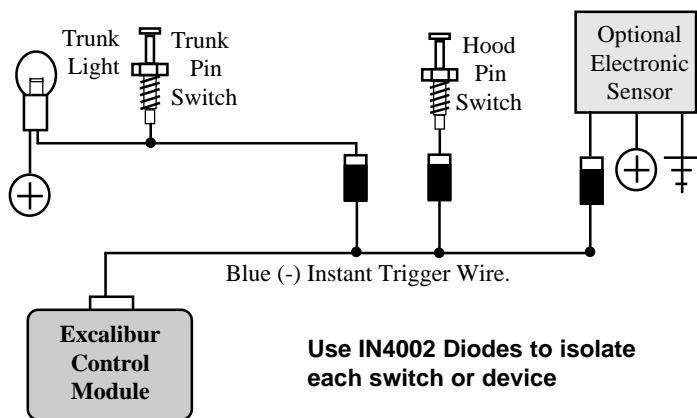 Trunk
Light
Trunk
Pin
Switch
Hood
Pin
Switch
Optional
Electronic
Sensor
Blue (-) Instant Trigger Wire.
Excalibur
Control
Module
Use IN4002 Diodes to isolate
each switch or device